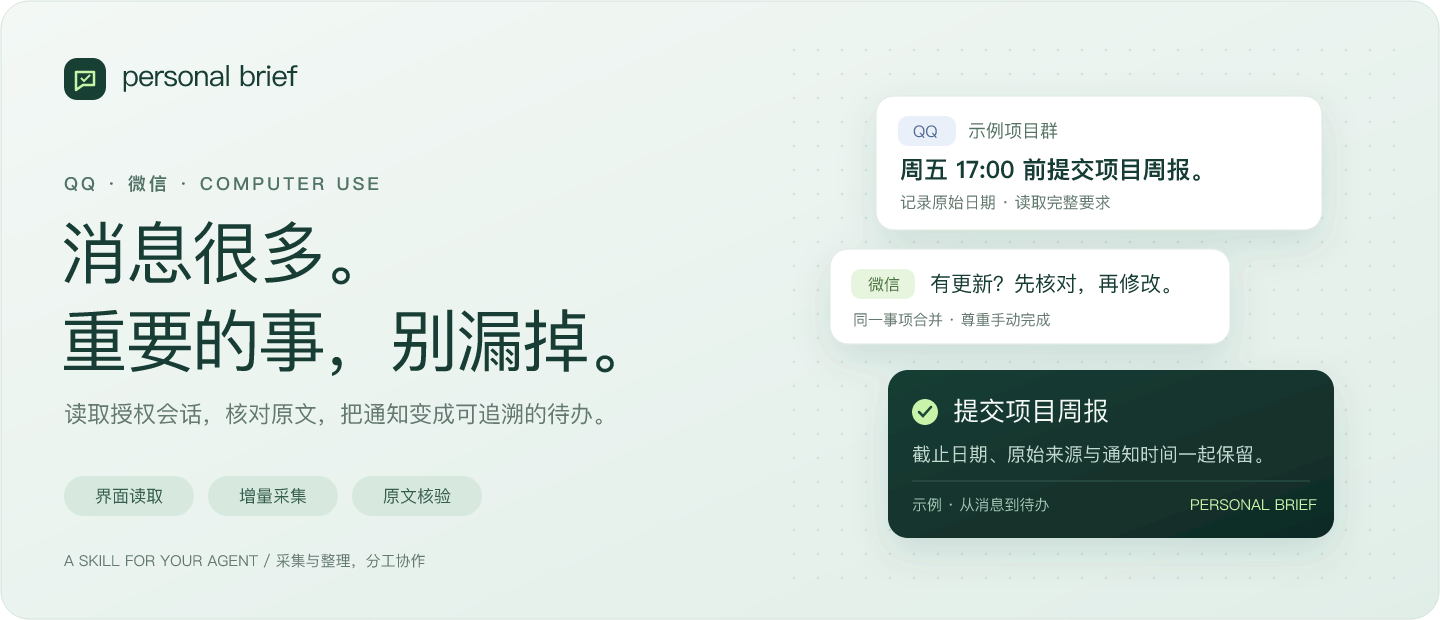 personal brief
QQ · 微信 · COMPUTER USE
消息很多。
重要的事，别漏掉。
读取授权会话，核对原文，把通知变成可追溯的待办。
界面读取
增量采集
原文核验
A SKILL FOR YOUR AGENT / 采集与整理，分工协作
QQ 示例项目群
周五 17:00 前提交项目周报。
记录原始日期 · 读取完整要求
微信 有更新？先核对，再修改。
同一事项合并 · 尊重手动完成
提交项目周报
截止日期、原始来源与通知时间一起保留。
示例 · 从消息到待办 PERSONAL BRIEF